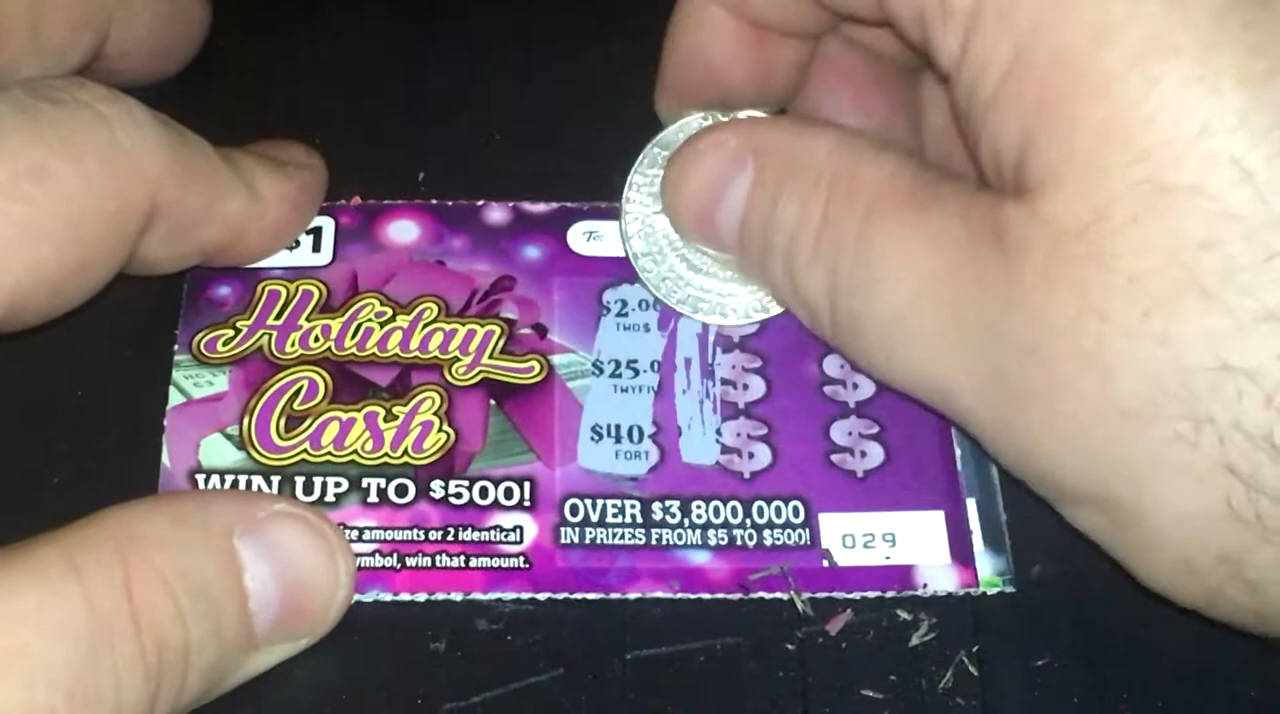 $1
To:
Holiday
Cash
WIN UP TO $500!
ze amounts or 2 identical
ymbol, win that amount.
$2.0
TWO$
$25.0
TWYFIV
$40
FORT
OVER $3,800,000
IN PRIZES FROM $5 TO $500!
029